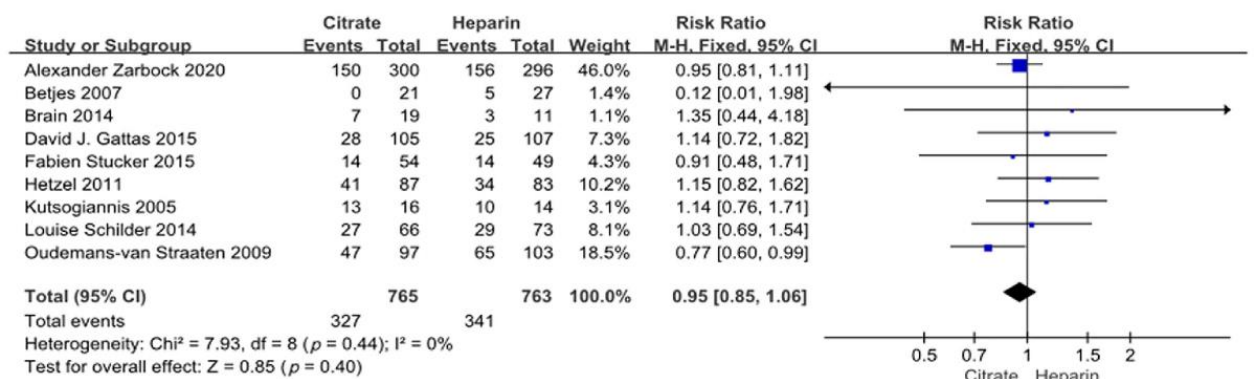 Citrate Heparin Risk Ratio Risk Ratio
Study or Subgroup Events Total Events Total Weight M-H. Fixed. 95% CI M-H. Fixed. 95% CI
Alexander Zarbock 2020 150 300 156 296 46.0% 0.95 [0.81, 1.11]
Betjes 2007 0 21 5 27 1.4% 0.12 [0.01, 1.98]
Brain 2014 7 19 3 11 1.1% 1.35 [0.44, 4.18]
David J. Gattas 2015 28 105 25 107 7.3% 1.14 [0.72, 1.82]
Fabien Stucker 2015 14 54 14 49 4.3% 0.91 [0.48, 1.71]
Hetzel 2011 41 87 34 83 10.2% 1.15 [0.82, 1.62]
Kutsogiannis 2005 13 16 10 14 3.1% 1.14 [0.76, 1.71]
Louise Schilder 2014 27 66 29 73 8.1% 1.03 [0.69, 1.54]
Oudemans-van Straaten 2009 47 97 65 103 18.5% 0.77 [0.60, 0.99]
Total (95% CI) 765 763 100.0% 0.95 [0.85, 1.06]
Total events 327 341
Heterogeneity: Chi² = 7.93, df = 8 (p = 0.44); I² = 0%
Test for overall effect: Z = 0.85 (p = 0.40)
0.5 0.7 1 1.5 2
Citrate Heparin